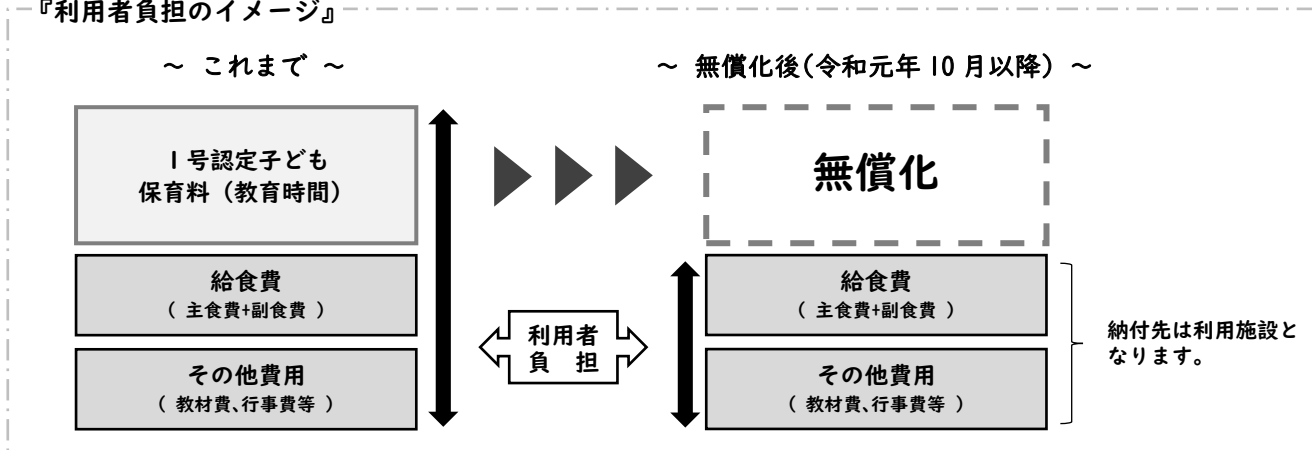 『利用者負担のイメージ』
～ これまで ～
1号認定子ども
保育料（教育時間）
給食費
（ 主食費+副食費 ）
その他費用
（ 教材費、行事費等 ）
利用者
負　担
～ 無償化後（令和元年 10 月以降） ～
無償化
給食費
（ 主食費+副食費 ）
その他費用
（ 教材費、行事費等 ）
納付先は利用施設と
なります。